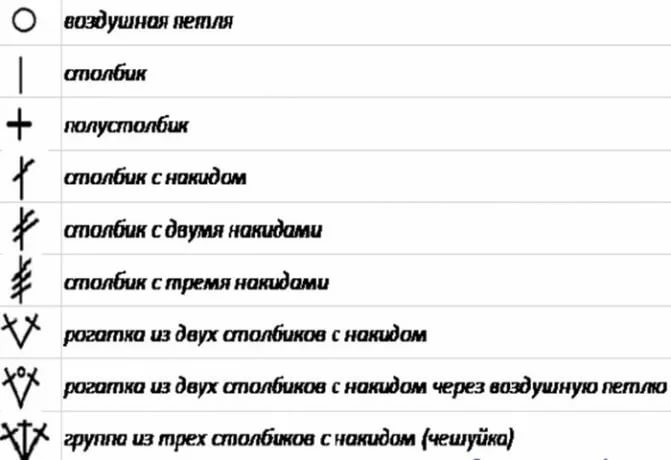 воздушная петля
столбик
полустолбик
столбик с накидом
столбик с двумя накидами
столбик с тремя накидами
рогатка из двух столбиков с накидом
рогатка из двух столбиков с накидом через воздушную петлю
группа из трех столбиков с накидом (чешуйка)